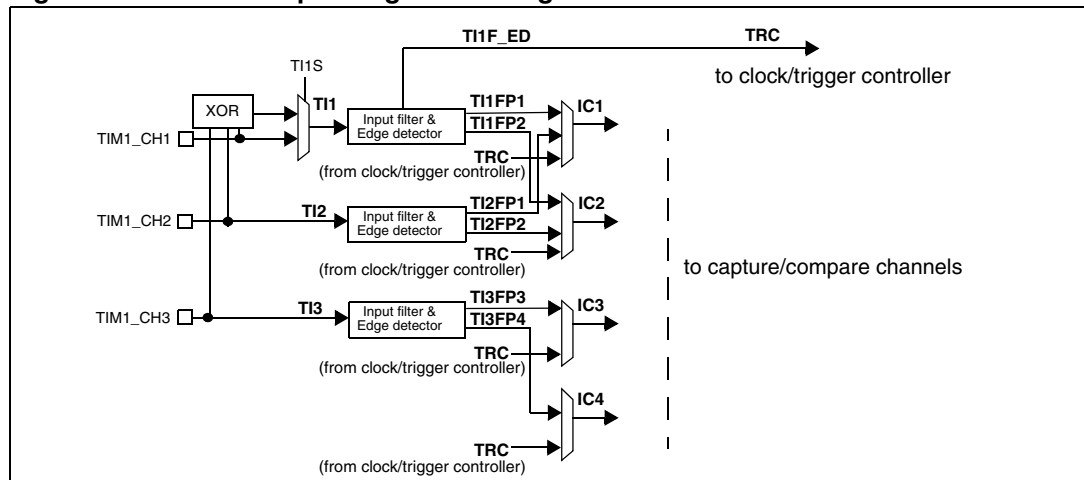 TI1F_ED
TRC
to clock/trigger controller
TI1S
XOR
TI1
Input filter &
Edge detector
TI1FP1
TI1FP2
IC1
TIM1_CH1
TRC
(from clock/trigger controller)
TIM1_CH2
TI2
Input filter &
Edge detector
TI2FP1
TI2FP2
IC2
TRC
(from clock/trigger controller)
to capture/compare channels
TIM1_CH3
TI3
Input filter &
Edge detector
TI3FP3
TI3FP4
IC3
TRC
(from clock/trigger controller)
IC4
TRC
(from clock/trigger controller)